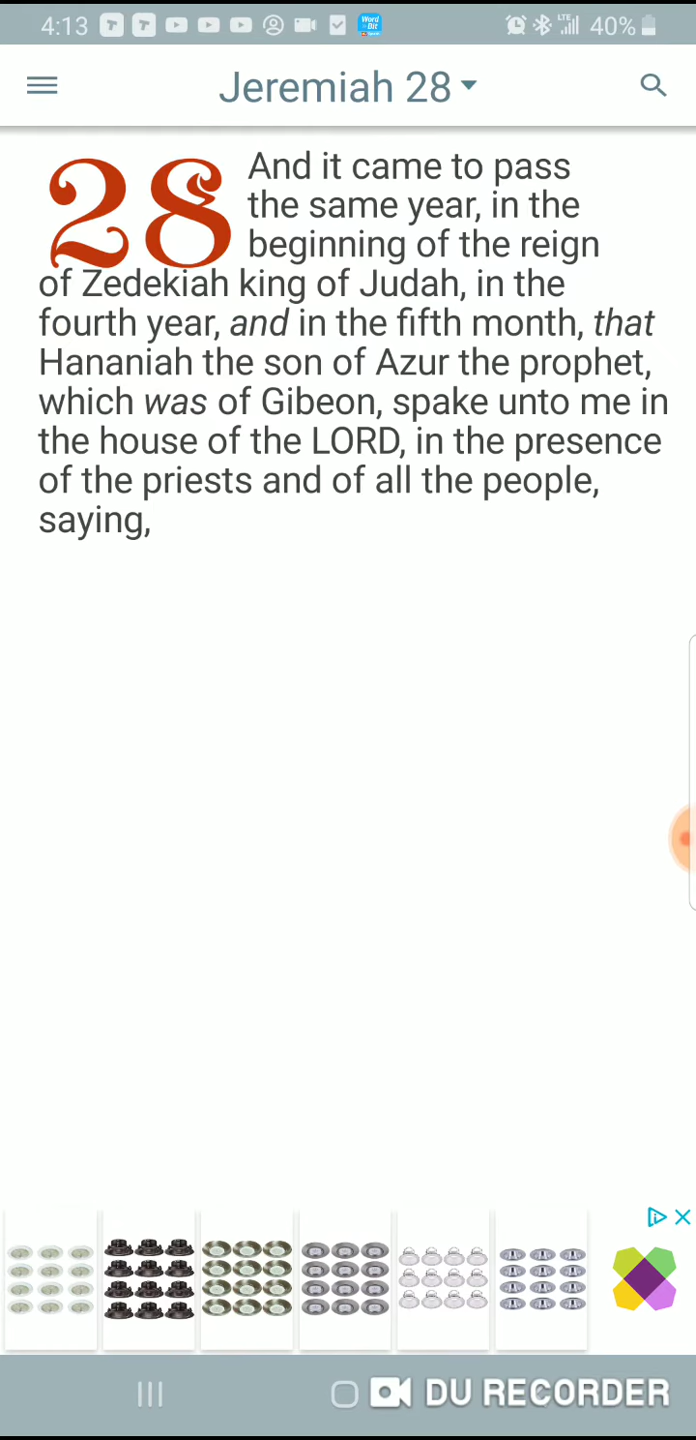 4:13
Word Bit
LTE
40%
Jeremiah 28
28 And it came to pass
the same year, in the
beginning of the reign
of Zedekiah king of Judah, in the
fourth year, and in the fifth month, that
Hananiah the son of Azur the prophet,
which was of Gibeon, spake unto me in
the house of the LORD, in the presence
of the priests and of all the people,
saying,
DU RECORDER